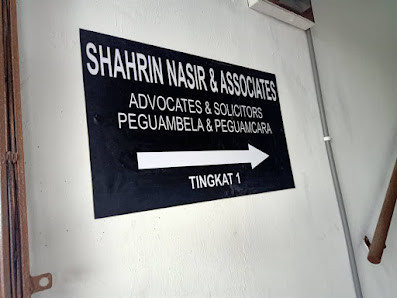 SHAHRIN NASIR & ASSOCIATES
ADVOCATES & SOLICITORS
PEGUAMBELA & PEGUAMCARA
TINGKAT 1